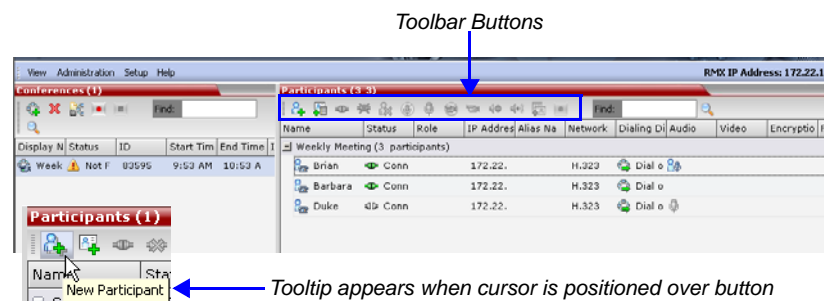 Toolbar Buttons
View Administration Setup Help
RMX IP Address: 172.22.1
Conferences (1)
Participants (3 3)
Find:
Find:
Display N Status ID Start Tim End Time I
Name Status Role IP Addres Alias Na Network Dialing Di Audio Video Encryptio F
Weekly Meeting (3 participants)
Week Not F 83595 9:53 AM 10:53 A
Brian Conn 172.22. H.323 Dial o
Barbara Conn 172.22. H.323 Dial o
Duke Conn 172.22. H.323 Dial o
Participants (1)
Name Sta
New Participant
Tooltip appears when cursor is positioned over button